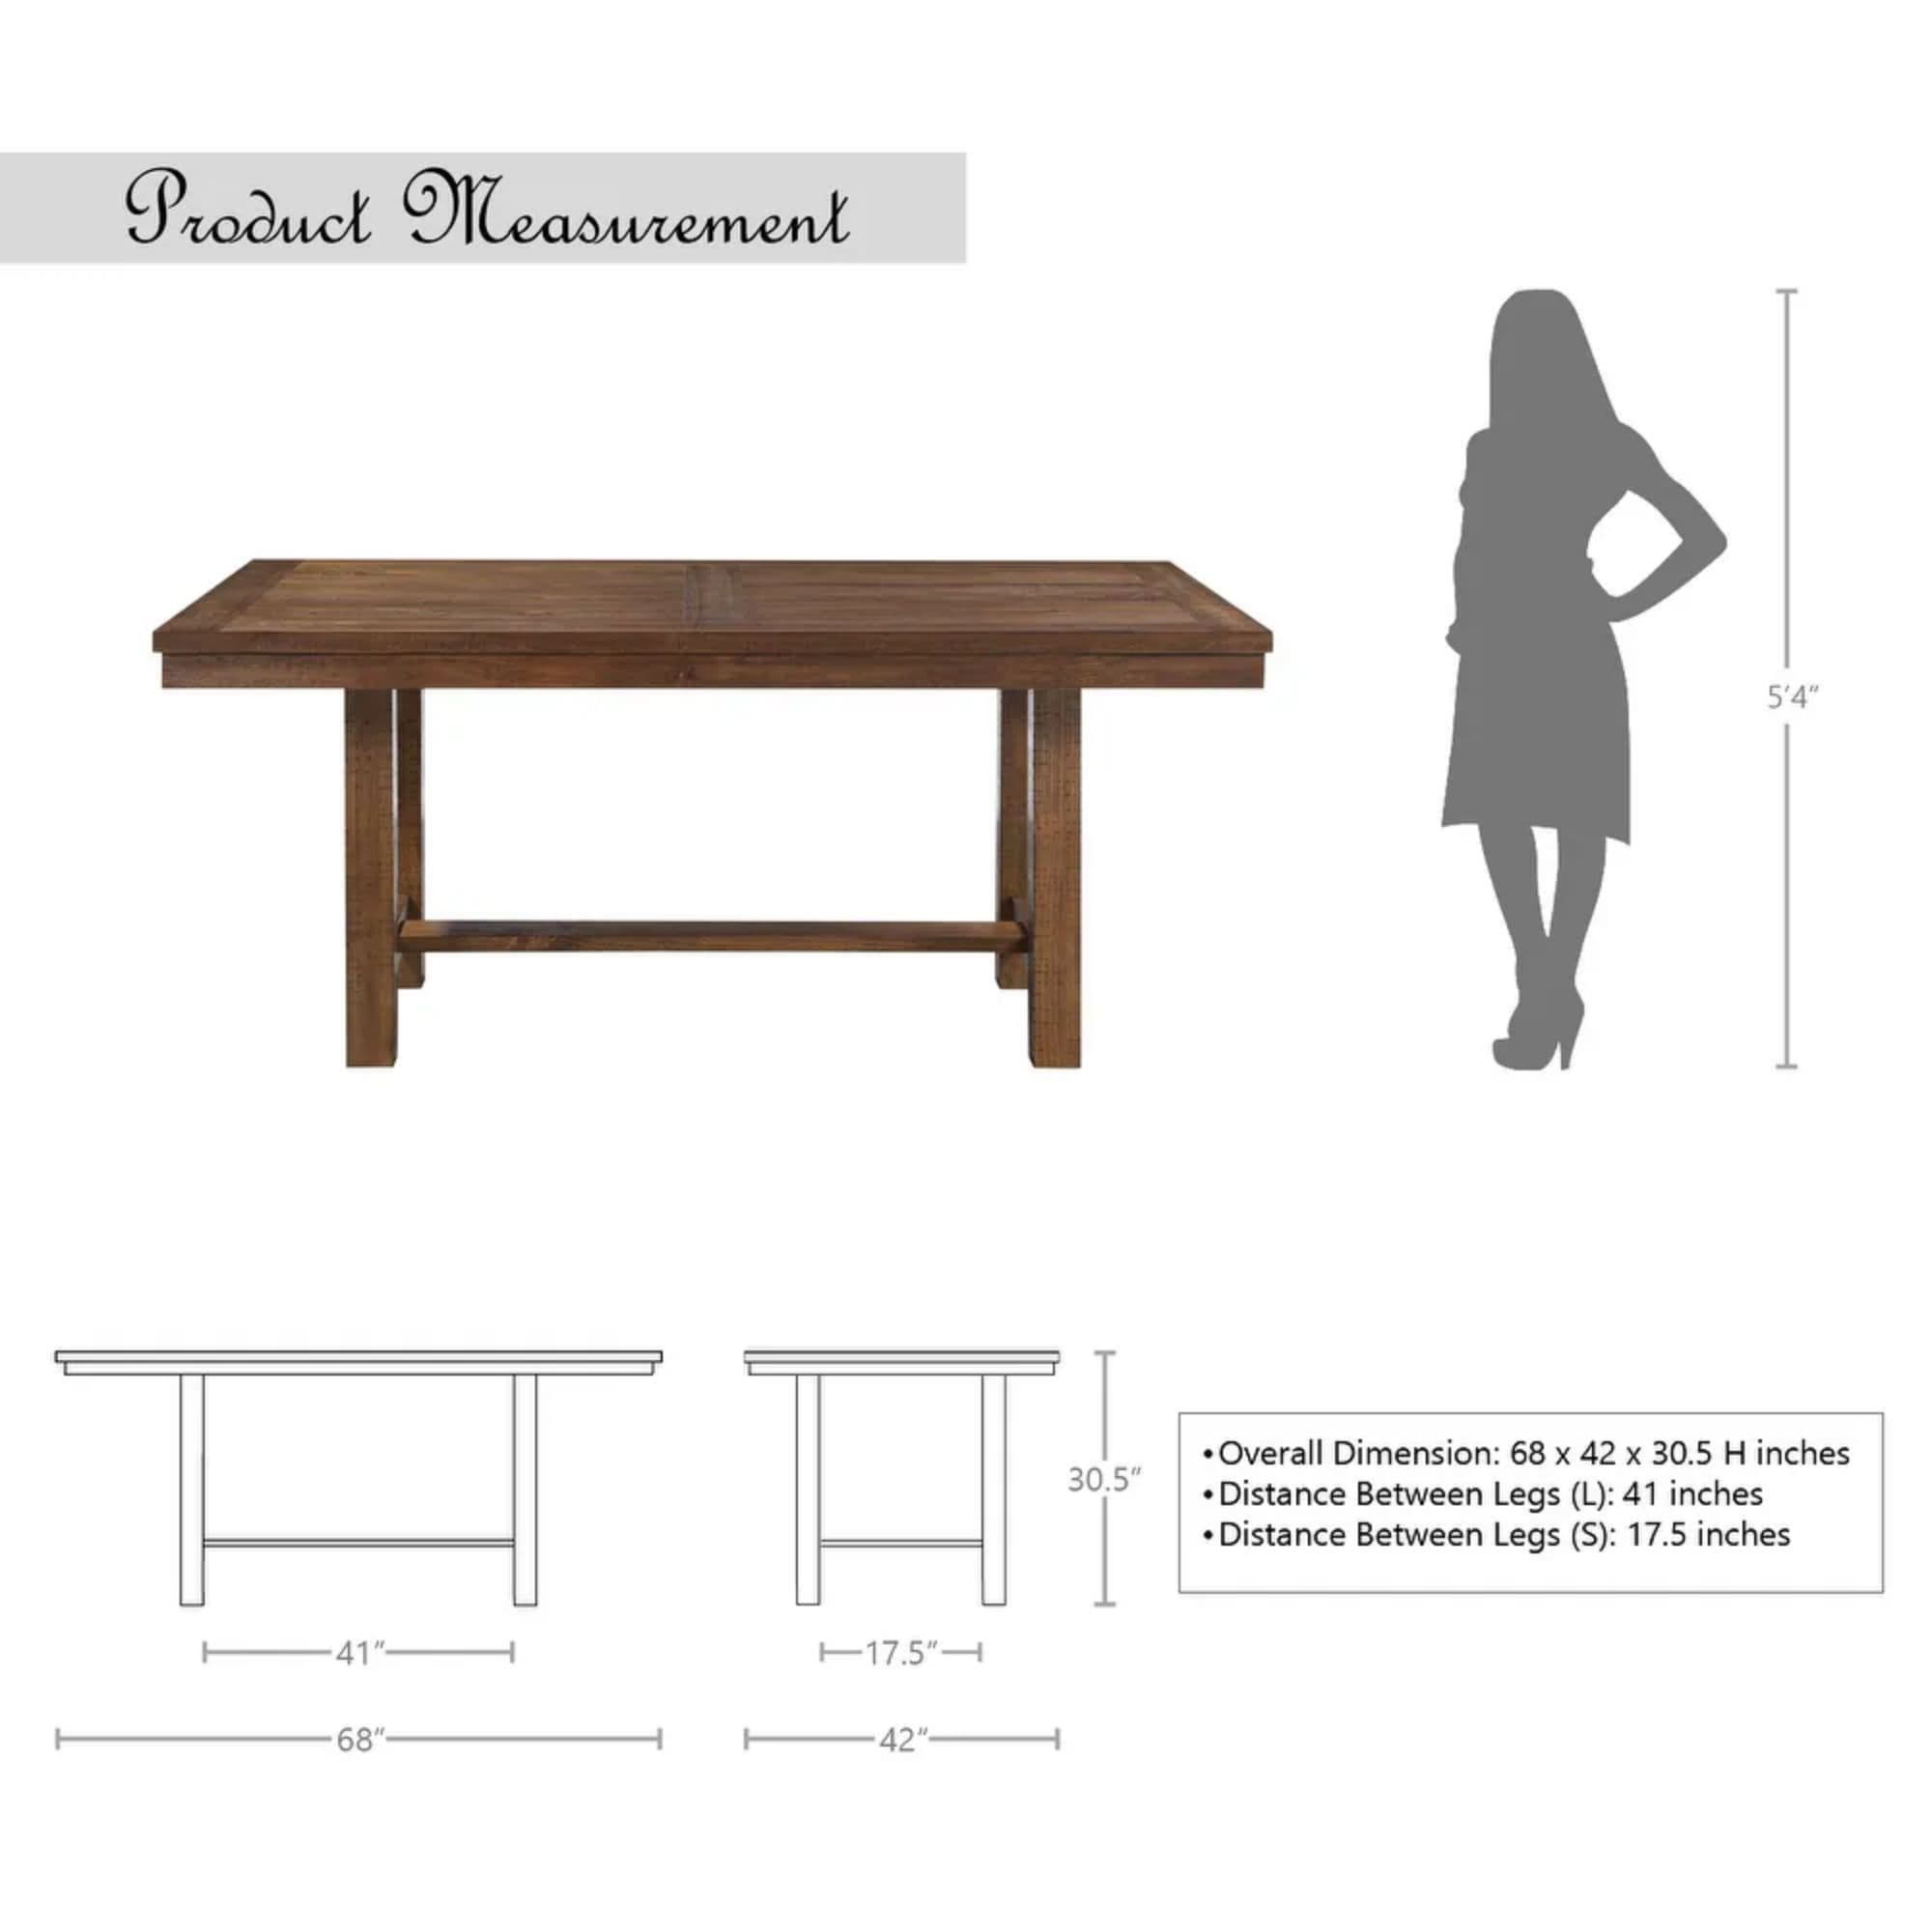 Product Measurement
5'4"
30.5"
•Overall Dimension: 68 x 42 x 30.5 H inches
•Distance Between Legs (L): 41 inches
•Distance Between Legs (S): 17.5 inches
41"
17.5"
68"
42"